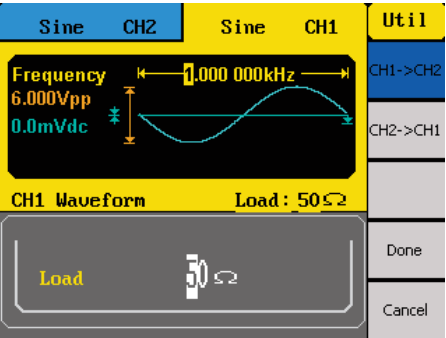 Sine CH2 Sine CH1 Util
Frequency 1.000 000kHz
6.000Vpp
0.0mVdc
CH1 Waveform Load: 50Ω
Load 50 Ω
CH1->CH2
CH2->CH1
Done
Cancel